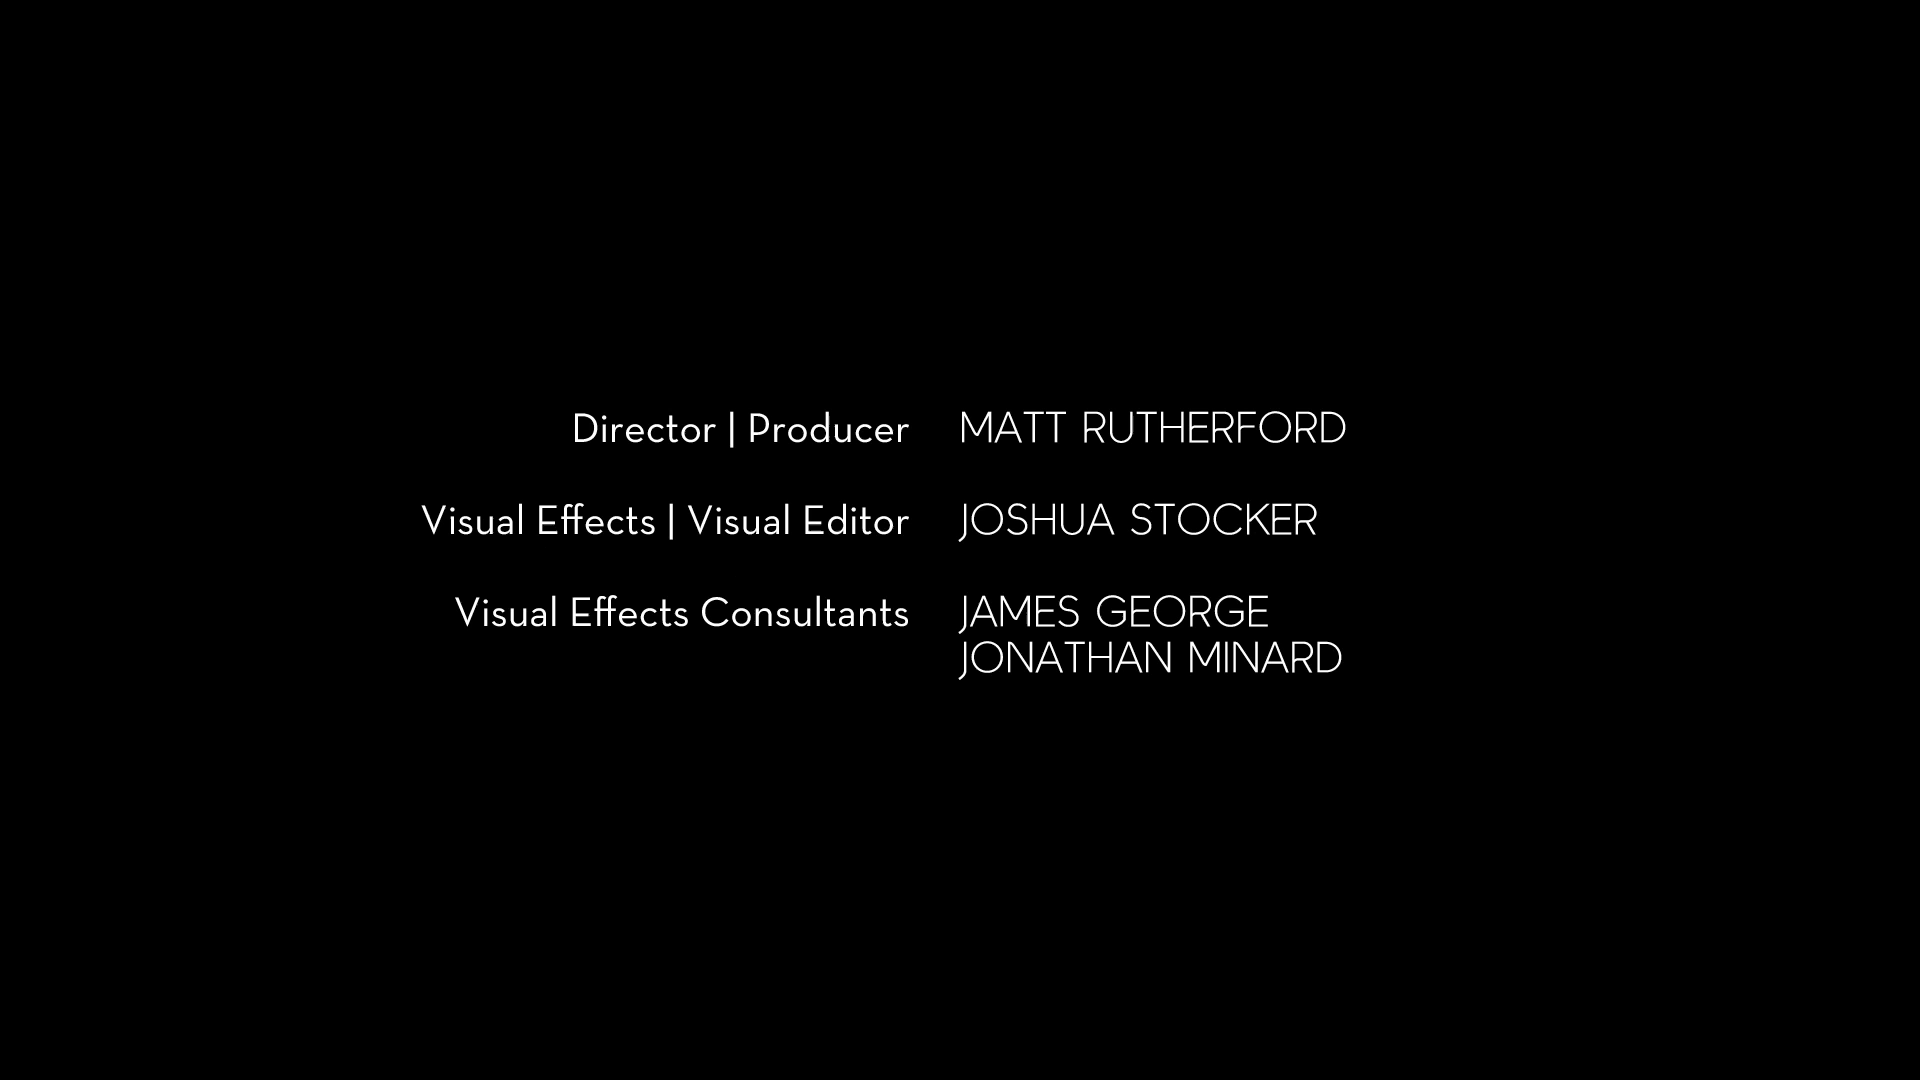 Director | Producer MATT RUTHERFORD
Visual Effects | Visual Editor JOSHUA STOCKER
Visual Effects Consultants JAMES GEORGE
JONATHAN MINARD